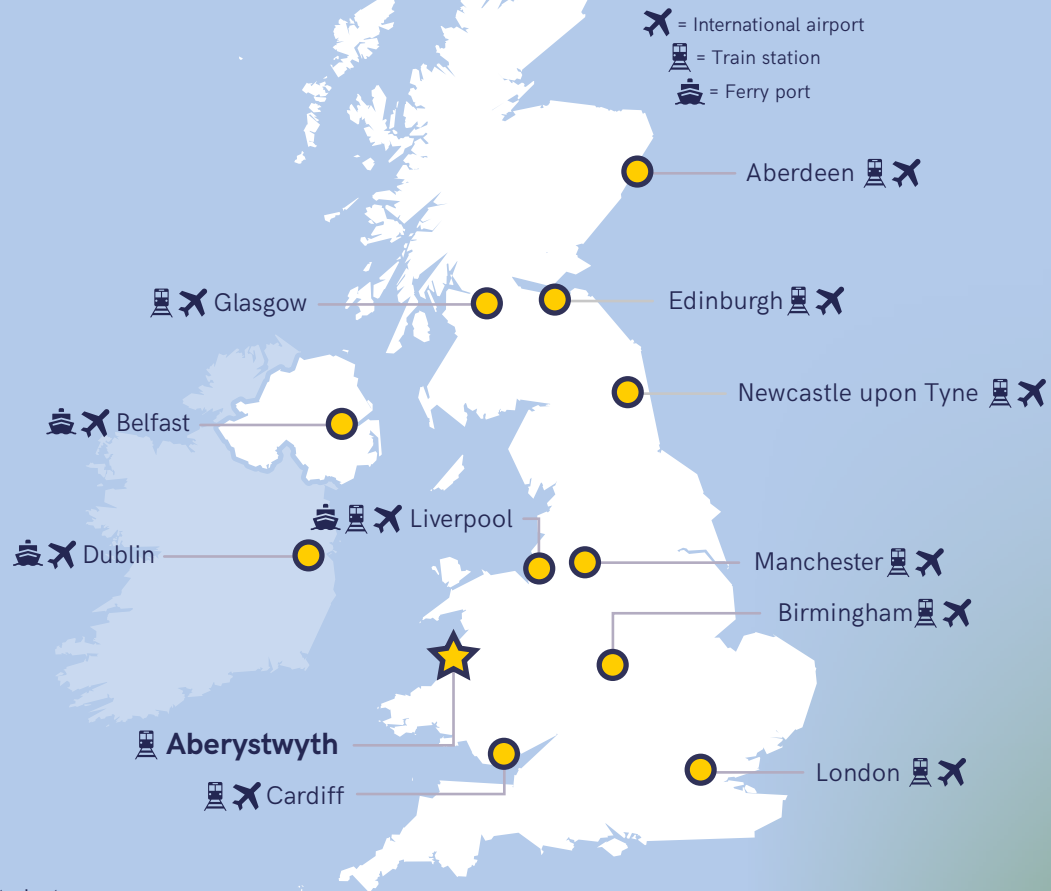 = International airport
= Train station
= Ferry port
Aberdeen
Glasgow
Edinburgh
Newcastle upon Tyne
Belfast
Liverpool
Dublin
Manchester
Birmingham
Aberystwyth
London
Cardiff